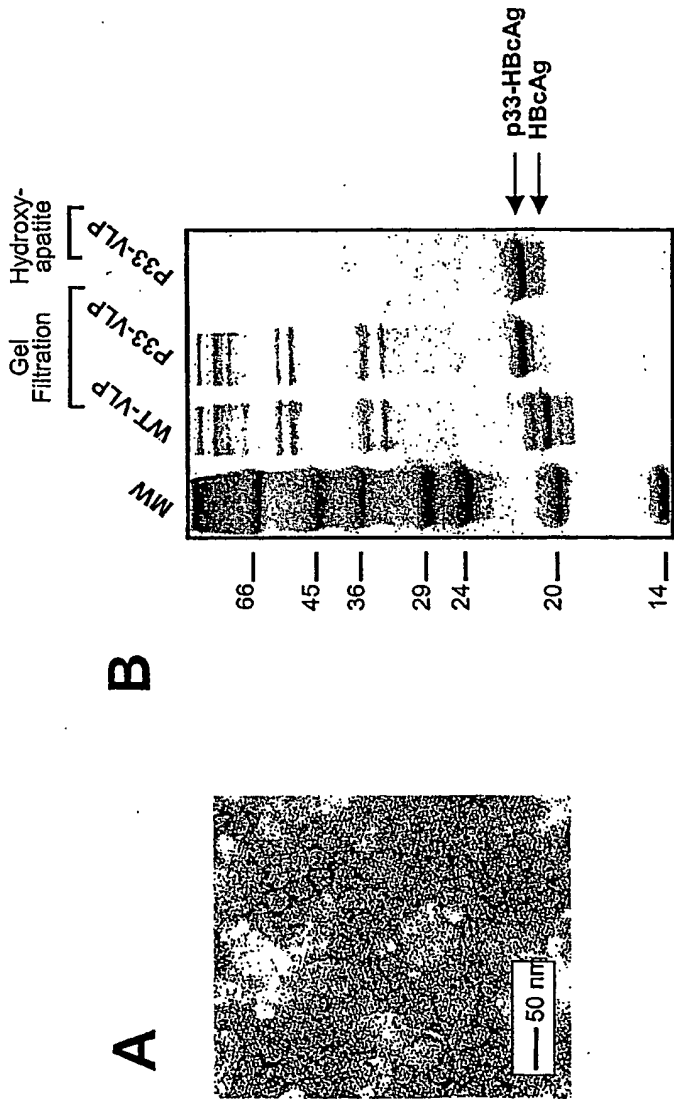 A
50 nm
B
Gel
Filtration
Hydroxy-
apatite
MW
WT-VLP
P33-VLP
P33-VLP
66
45
36
29
24
20
14
p33-HBcAg
HBcAg